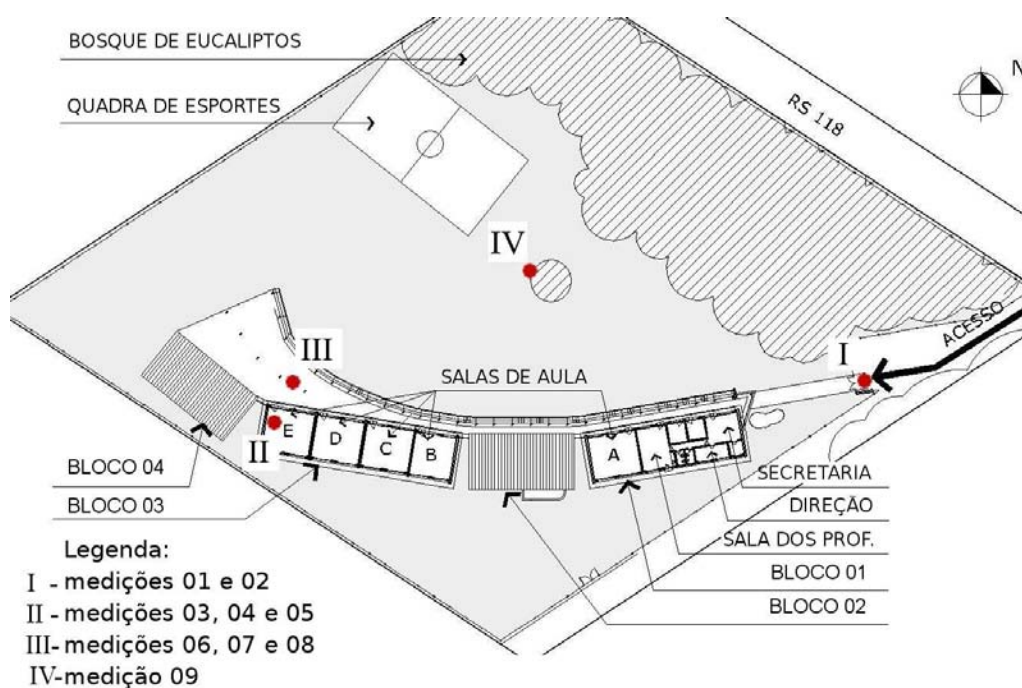 BOSQUE DE EUCALIPTOS
N
QUADRA DE ESPORTES
RS 118
IV
ACESSO
III
I
SALAS DE AULA
E
D
C
B
A
II
BLOCO 04
BLOCO 03
SECRETARIA
DIREÇÃO
SALA DOS PROF.
BLOCO 01
BLOCO 02
Legenda:
I - medições 01 e 02
II - medições 03, 04 e 05
III- medições 06, 07 e 08
IV-medição 09